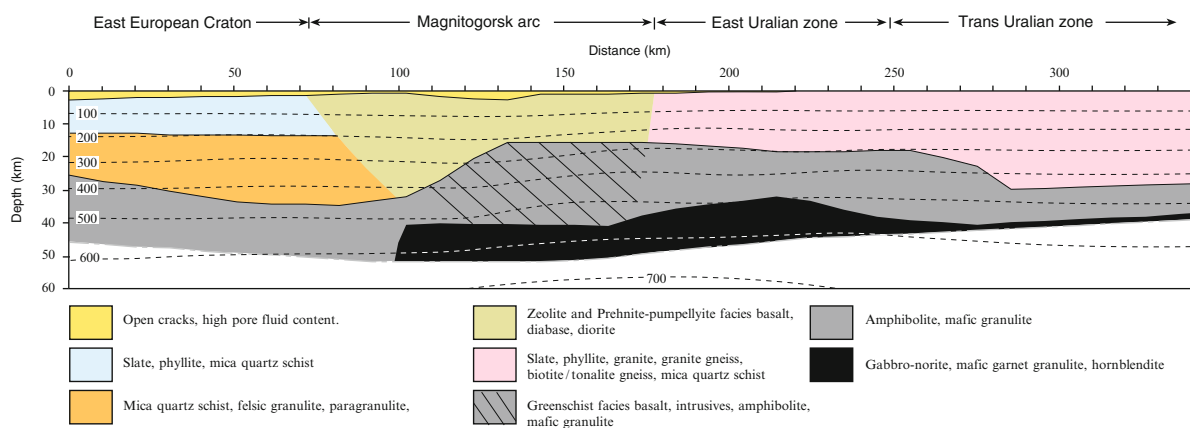 East European Craton Magnitogorsk arc East Uralian zone Trans Uralian zone
Distance (km)
0 50 100 150 200 250 300
Depth (km)
0
10
20
30
40
50
60
100
200
300
400
500
600
700
Open cracks, high pore fluid content.
Slate, phyllite, mica quartz schist
Mica quartz schist, felsic granulite, paragranulite,
Zeolite and Prehnite-pumpellyite facies basalt,
diabase, diorite
Slate, phyllite, granite, granite gneiss,
biotite/tonalite gneiss, mica quartz schist
Greenschist facies basalt, intrusives, amphibolite,
mafic granulite
Amphibolite, mafic granulite
Gabbro-norite, mafic garnet granulite, hornblendite